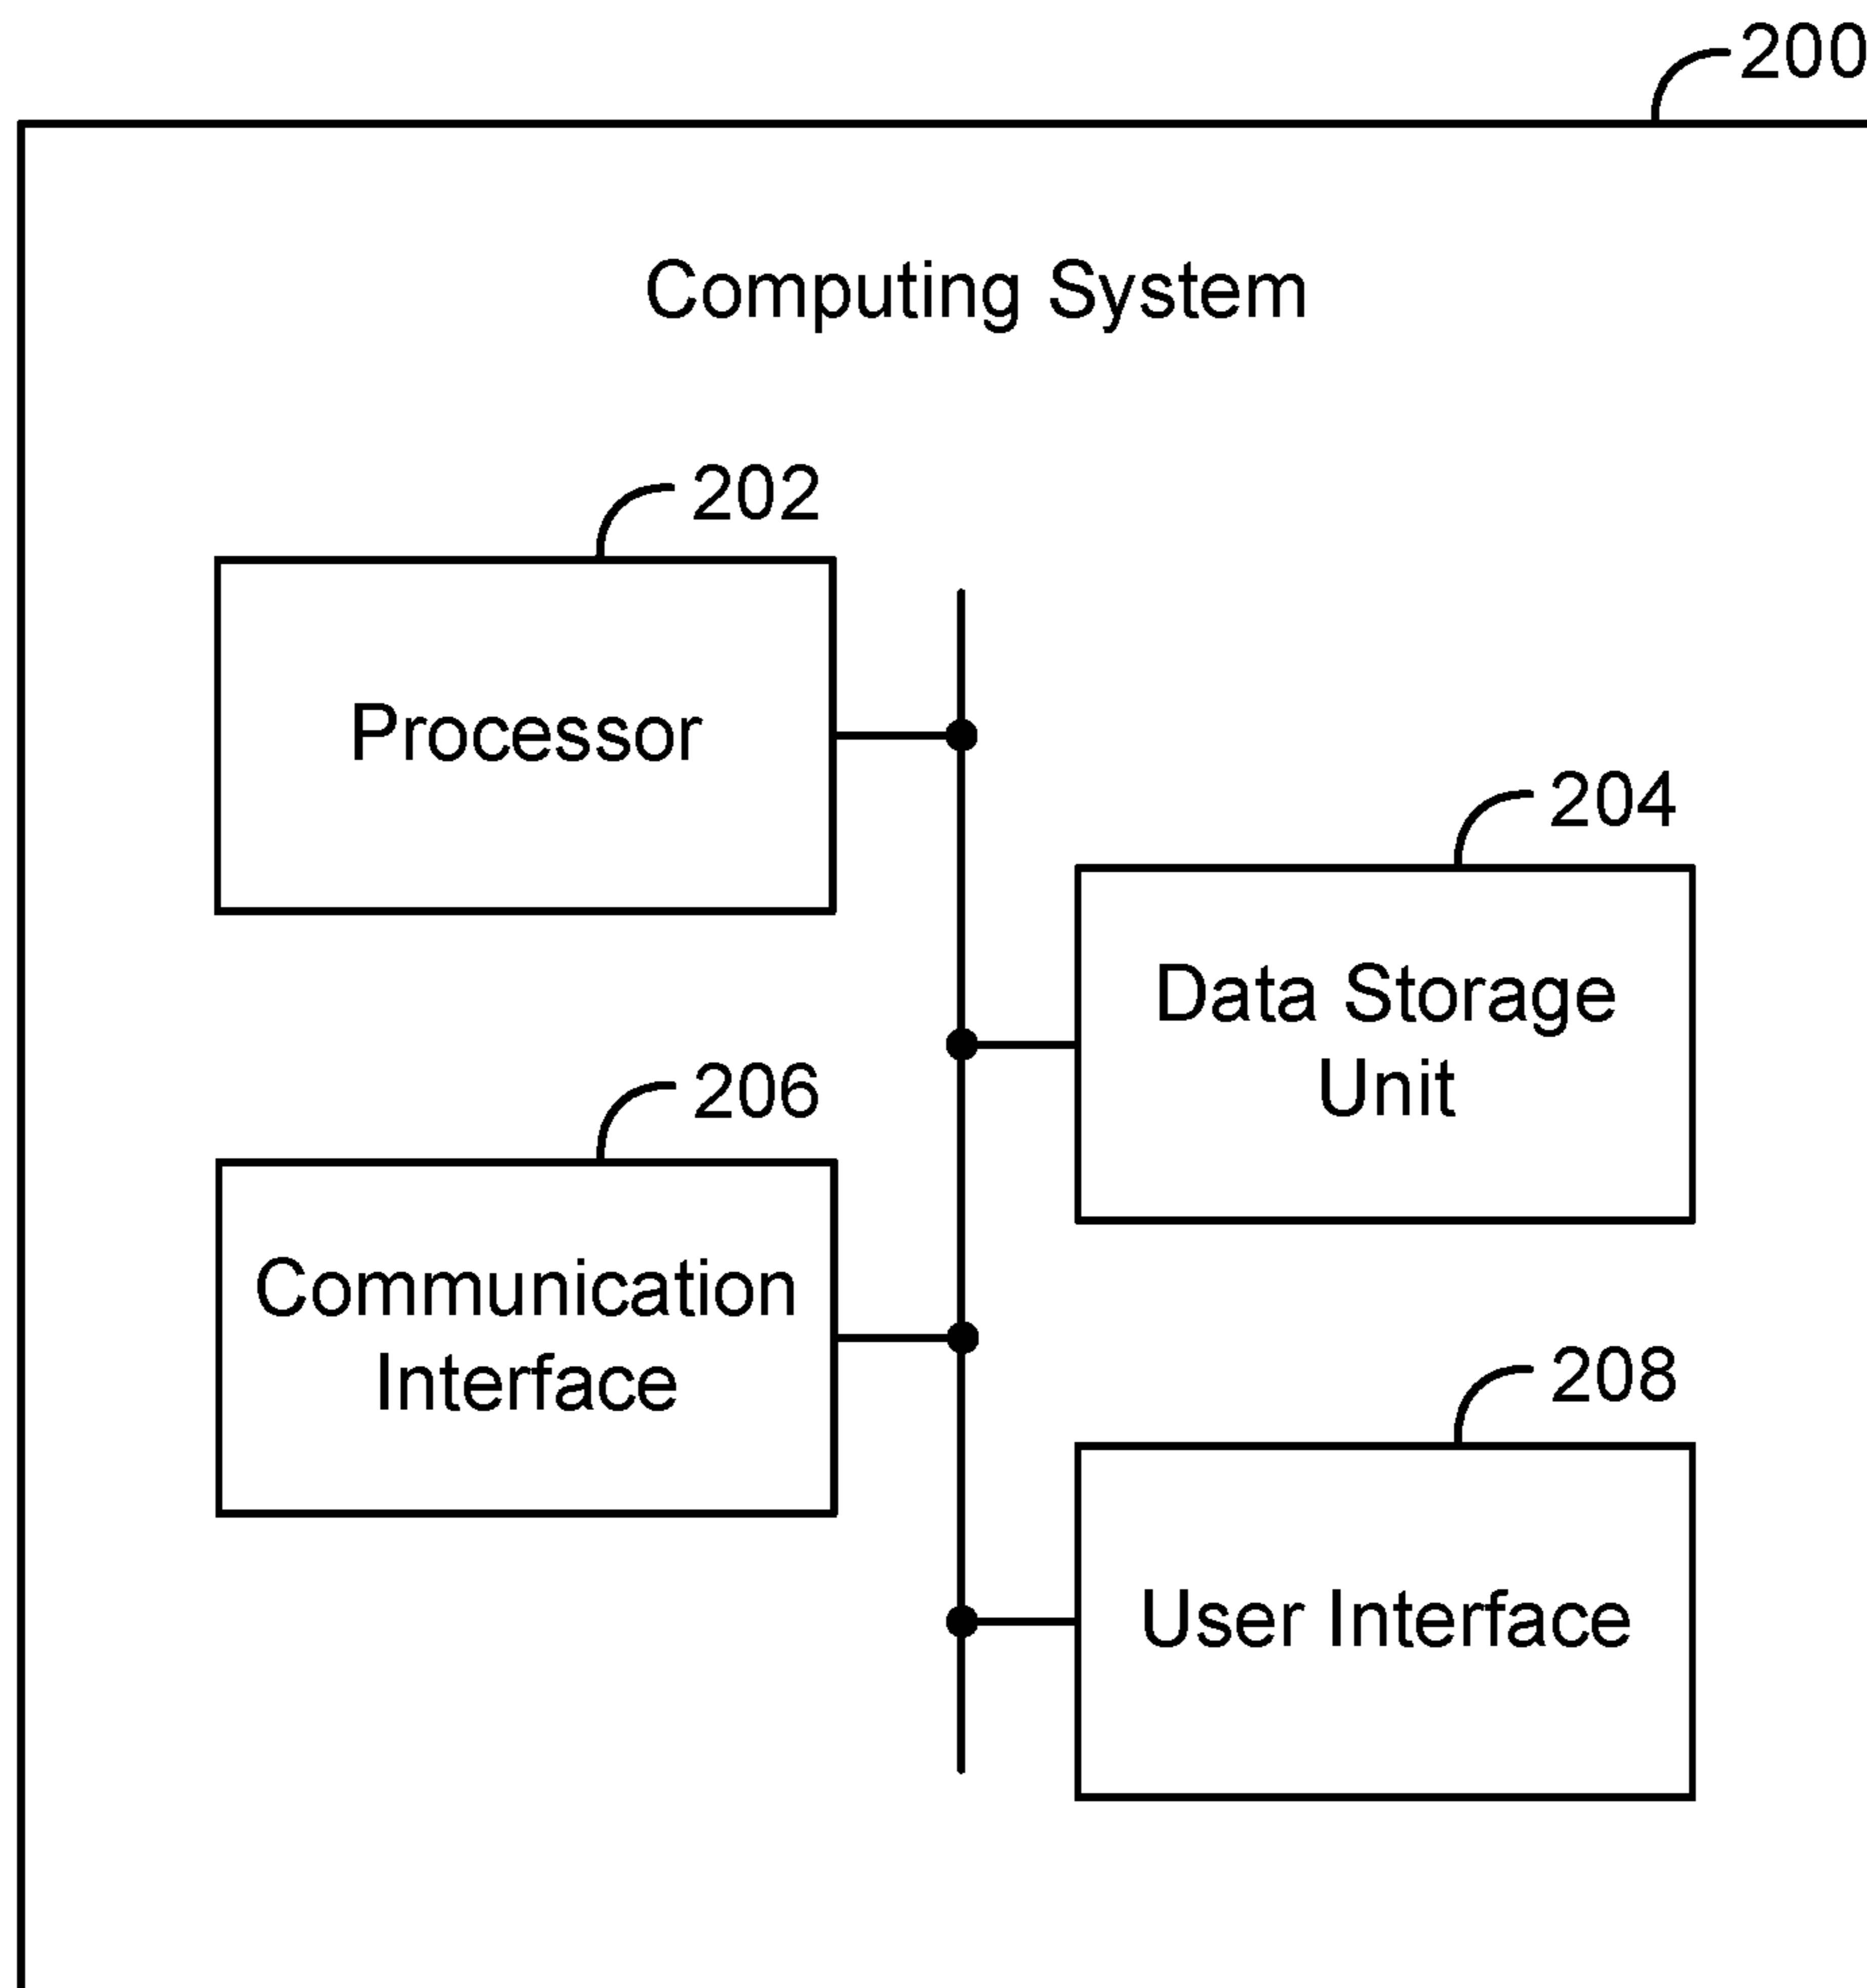 200
Computing System
202
Processor
204
Data Storage
Unit
206
Communication
Interface
208
User Interface